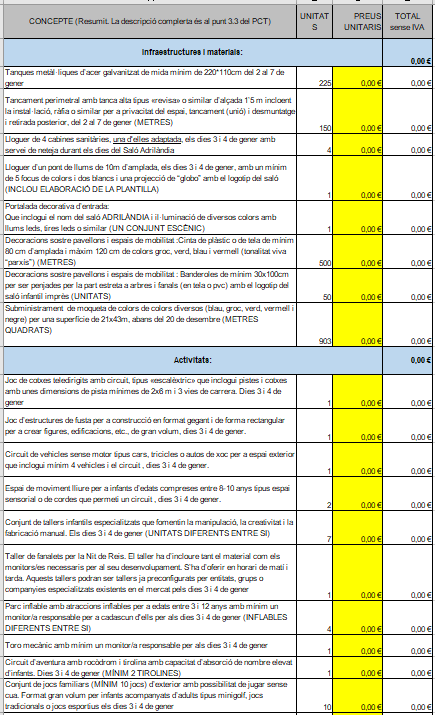 CONCEPTE (Resumit. La descripció complerta és al punt 3.3 del PCT)
UNITAT
S
PREUS
UNITARIS
TOTAL
sense IVA
Infraestructures i materials:
0,00 €
Tanques metàl·liques d'acer galvanitzat de mida mínim de 220*110cm del 2 al 7 de
gener
225
0,00 €
0,00 €
Tancament perimetral amb tanca alta tipus «revisa» o similar d'alçada 1'5 m incloent
la instal·lació, ràfia o similar per a privacitat del espai, tancament (unió) i desmuntatge
i retirada posterior, del 2 al 7 de gener (METRES)
150
0,00 €
0,00 €
Lloguer de 4 cabines sanitàries, una d'elles adaptada, els dies 3 i 4 de gener amb
servei de neteja durant els dies del Saló Adrilàndia
4
0,00 €
0,00 €
Lloguer d'un pont de llums de 10m d'amplada, els dies 3 i 4 de gener, amb un mínim
de 5 focus de colors i dos blancs i una projecció de "globo" amb el logotip del saló
(INCLOU ELABORACIÓ DE LA PLANTILLA)
1
0,00 €
0,00 €
Portalada decorativa d'entrada:
Que inclogui el nom del saló ADRILÀNDIA i il·luminació de diversos colors amb
llums leds, tires leds o similar (UN CONJUNT ESCÈNIC)
1
0,00 €
0,00 €
Decoracions sostre pavellons i espais de mobilitat :Cinta de plàstic o de tela de mínim
80 cm d'amplada i màxim 120 cm de colors groc, verd, blau i vermell (tonalitat viva
"parxís") (METRES)
500
0,00 €
0,00 €
Decoracions sostre pavellons i espais de mobilitat : Banderoles de mínim 30x100cm
per ser penjades per la part estreta a arbres i fanals (en tela o pvc) amb el logotip del
saló infantil imprès (UNITATS)
50
0,00 €
0,00 €
Subministrament de moqueta de colors de colors diversos (blau, groc, verd, vermell i
negre) per una superfície de 21x43m, abans del 20 de desembre (METRES
QUADRATS)
903
0,00 €
0,00 €
Activitats:
0,00 €
Joc de cotxes teledirigits amb circuit, tipus «escalèxtric» que inclogui pistes i cotxes
amb unes dimensions de pista mínimes de 2x6 m i 3 vies de carrera. Dies 3 i 4 de
gener
1
0,00 €
0,00 €
Joc d'estructures de fusta per a construcció en format gegant i de forma rectangular
per a crear figures, edificacions, etc., de gran volum, dies 3 i 4 de gener.
1
0,00 €
0,00 €
Circuit de vehicles sense motor tipus cars, tricicles o autos de xoc per a espai exterior
que inclogui mínim 4 vehicles i el circuit , dies 3 i 4 de gener.
1
0,00 €
0,00 €
Espai de moviment lliure per a infants d'edats compreses entre 8-10 anys tipus espai
sensorial o de cordes que permeti un circuit , dies 3 i 4 de gener.
2
0,00 €
0,00 €
Conjunt de tallers infantils especialitzats que fomentin la manipulació, la creativitat i la
fabricació manual. Els dies 3 i 4 de gener (UNITATS DIFERENTS ENTRE SI)
7
0,00 €
0,00 €
Taller de fanalets per la Nit de Reis. El taller ha d'incloure tant el material com els
monitors/es necessaris per al seu desenvolupament. S'ha d'oferir en horari de matí i
tarda. Aquests tallers podran ser tallers ja preconfigurats per entitats, grups o
companyies especialitzats existents en el mercat pels dies 3 i 4 de gener
1
0,00 €
0,00 €
Parc inflable amb atraccions inflables per a edats entre 3 i 12 anys amb mínim un
monitor/a responsable per a cadascun d'ells per als dies 3 i 4 de gener (INFLABLES
DIFERENTS ENTRE SI)
4
0,00 €
0,00 €
Toro mecànic amb mínim un monitor/a responsable per als dies 3 i 4 de gener
1
0,00 €
0,00 €
Circuit d'aventura amb rocòdrom i tirolina amb capacitat d'absorció de nombre elevat
d'infants. Dies 3 i 4 de gener (MÍNIM 2 TIROLINES)
1
0,00 €
0,00 €
Conjunt de jocs familiars (MÍNIM 10 jocs) d'exterior amb possibilitat de jugar sense
cua. Format gran volum per infants acompanyats d'adults tipus minigolf, jocs
tradicionals o jocs esportius els dies 3 i 4 de gener
10
0,00 €
0,00 €